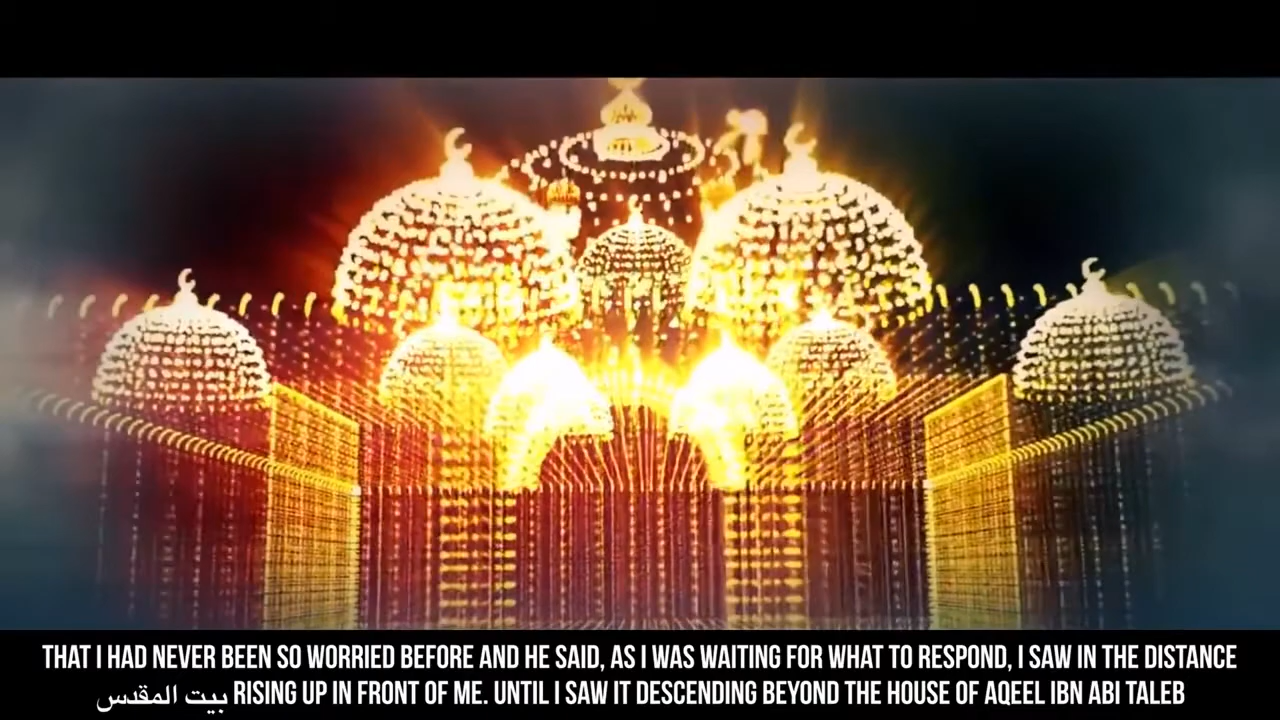 THAT I HAD NEVER BEEN SO WORRIED BEFORE AND HE SAID, AS I WAS WAITING FOR WHAT TO RESPOND, I SAW IN THE DISTANCE
بيت المقدس RISING UP IN FRONT OF ME. UNTIL I SAW IT DESCENDING BEYOND THE HOUSE OF AQEEL IBN ABI TALEB